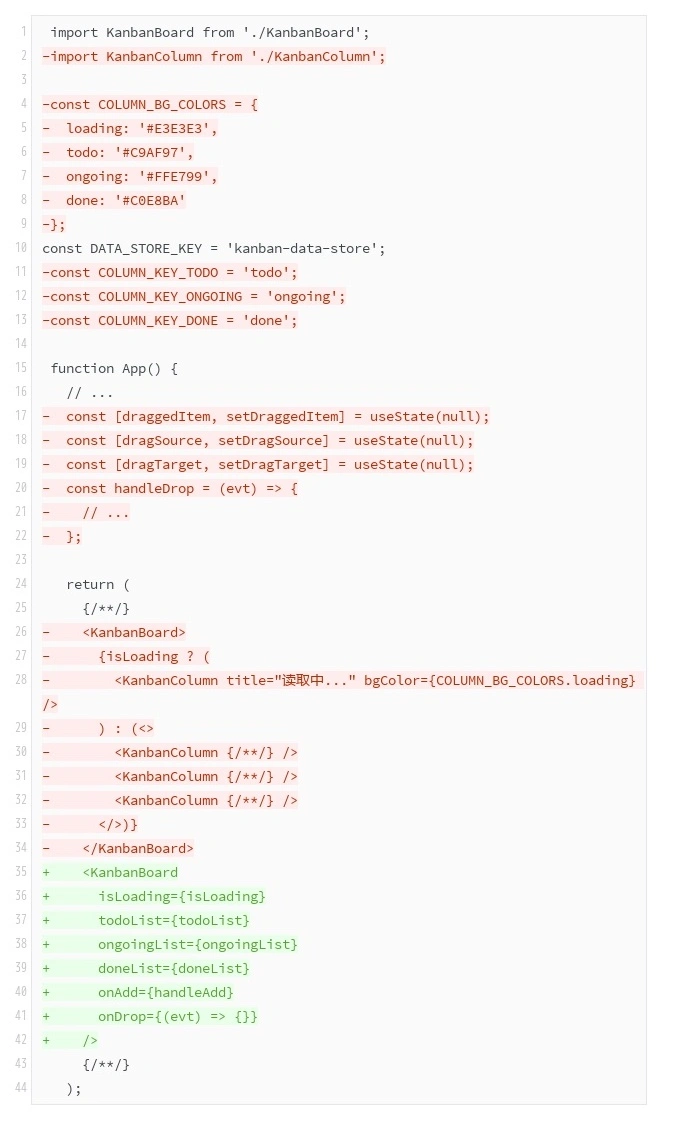 1  import KanbanBoard from './KanbanBoard';
2 -import KanbanColumn from './KanbanColumn';
3
4 -const COLUMN_BG_COLORS = {
5 -  loading: '#E3E3E3',
6 -  todo: '#C9AF97',
7 -  ongoing: '#FFE799',
8 -  done: '#C0E8BA'
9 -};
10 const DATA_STORE_KEY = 'kanban-data-store';
11 -const COLUMN_KEY_TODO = 'todo';
12 -const COLUMN_KEY_ONGOING = 'ongoing';
13 -const COLUMN_KEY_DONE = 'done';
14
15  function App() {
16    // ...
17 -  const [draggedItem, setDraggedItem] = useState(null);
18 -  const [dragSource, setDragSource] = useState(null);
19 -  const [dragTarget, setDragTarget] = useState(null);
20 -  const handleDrop = (evt) => {
21 -    // ...
22 -  };
23
24    return (
25      {/**/}
26 -    <KanbanBoard>
27 -      {isLoading ? (
28 -        <KanbanColumn title="读取中..." bgColor={COLUMN_BG_COLORS.loading}
/>
29 -      ) : (<>
30 -        <KanbanColumn {/**/} />
31 -        <KanbanColumn {/**/} />
32 -        <KanbanColumn {/**/} />
33 -      </>)}
34 -    </KanbanBoard>
35 +    <KanbanBoard
36 +      isLoading={isLoading}
37 +      todoList={todoList}
38 +      ongoingList={ongoingList}
39 +      doneList={doneList}
40 +      onAdd={handleAdd}
41 +      onDrop={(evt) => {}}
42 +    />
43      {/**/}
44    );